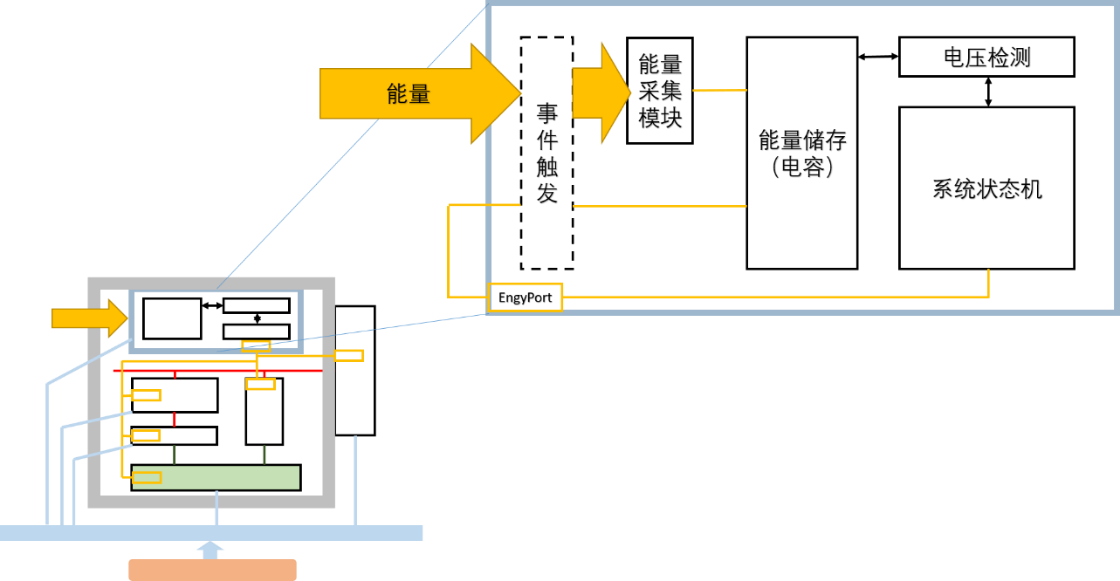 能量
事
件
触
发
能量
采集
模块
能量储存
（电容）
电压检测
系统状态机
EngyPort